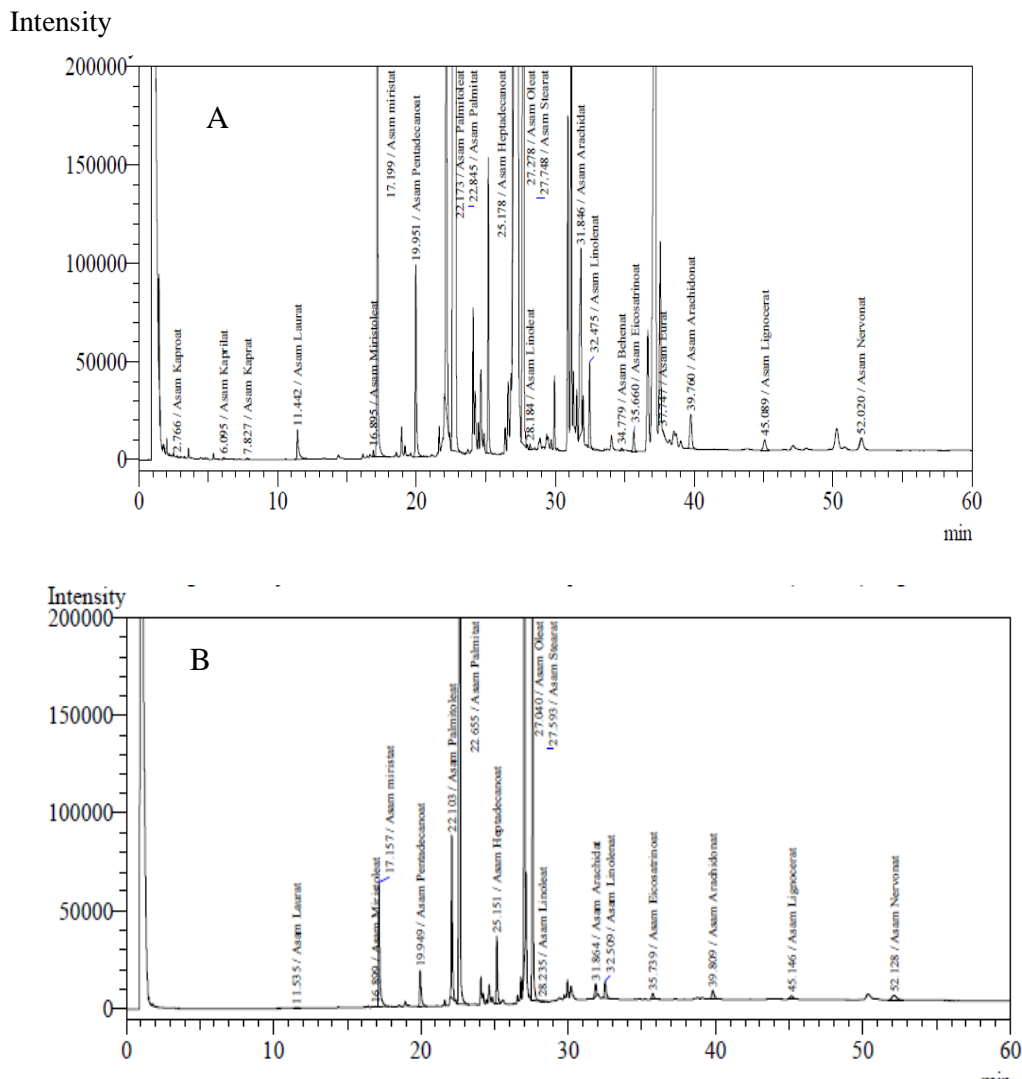 Intensity
200000
150000
100000
50000
0
A
2.766 / Asam Kaproat
6.095 / Asam Kaprilat
7.827 / Asam Kaprat
11.442 / Asam Laurat
16.895 / Asam Miristoleat
17.199 / Asam miristat
19.951 / Asam Pentadecanoat
22.173 / Asam Palmitoleat
22.845 / Asam Palmitat
25.178 / Asam Heptadecanoat
27.278 / Asam Oleat
27.748 / Asam Stearat
28.184 / Asam Linoleat
31.846 / Asam Arachidat
32.475 / Asam Linolenat
34.779 / Asam Behenat
35.660 / Asam Eicosatrinoat
37.747 / Asam Eurat
39.760 / Asam Arachidonat
45.089 / Asam Lignocerat
52.020 / Asam Nervonat
0 10 20 30 40 50 60
min
Intensity
200000
150000
100000
50000
0
B
11.535 / Asam Laurat
16.899 / Asam Miristoleat
17.157 / Asam miristat
19.949 / Asam Pentadecanoat
22.103 / Asam Palmitoleat
22.655 / Asam Palmitat
25.151 / Asam Heptadecanoat
27.040 / Asam Oleat
27.593 / Asam Stearat
28.235 / Asam Linoleat
31.864 / Asam Arachidat
32.509 / Asam Linolenat
35.739 / Asam Eicosatrinoat
39.809 / Asam Arachidonat
45.146 / Asam Lignocerat
52.128 / Asam Nervonat
0 10 20 30 40 50 60